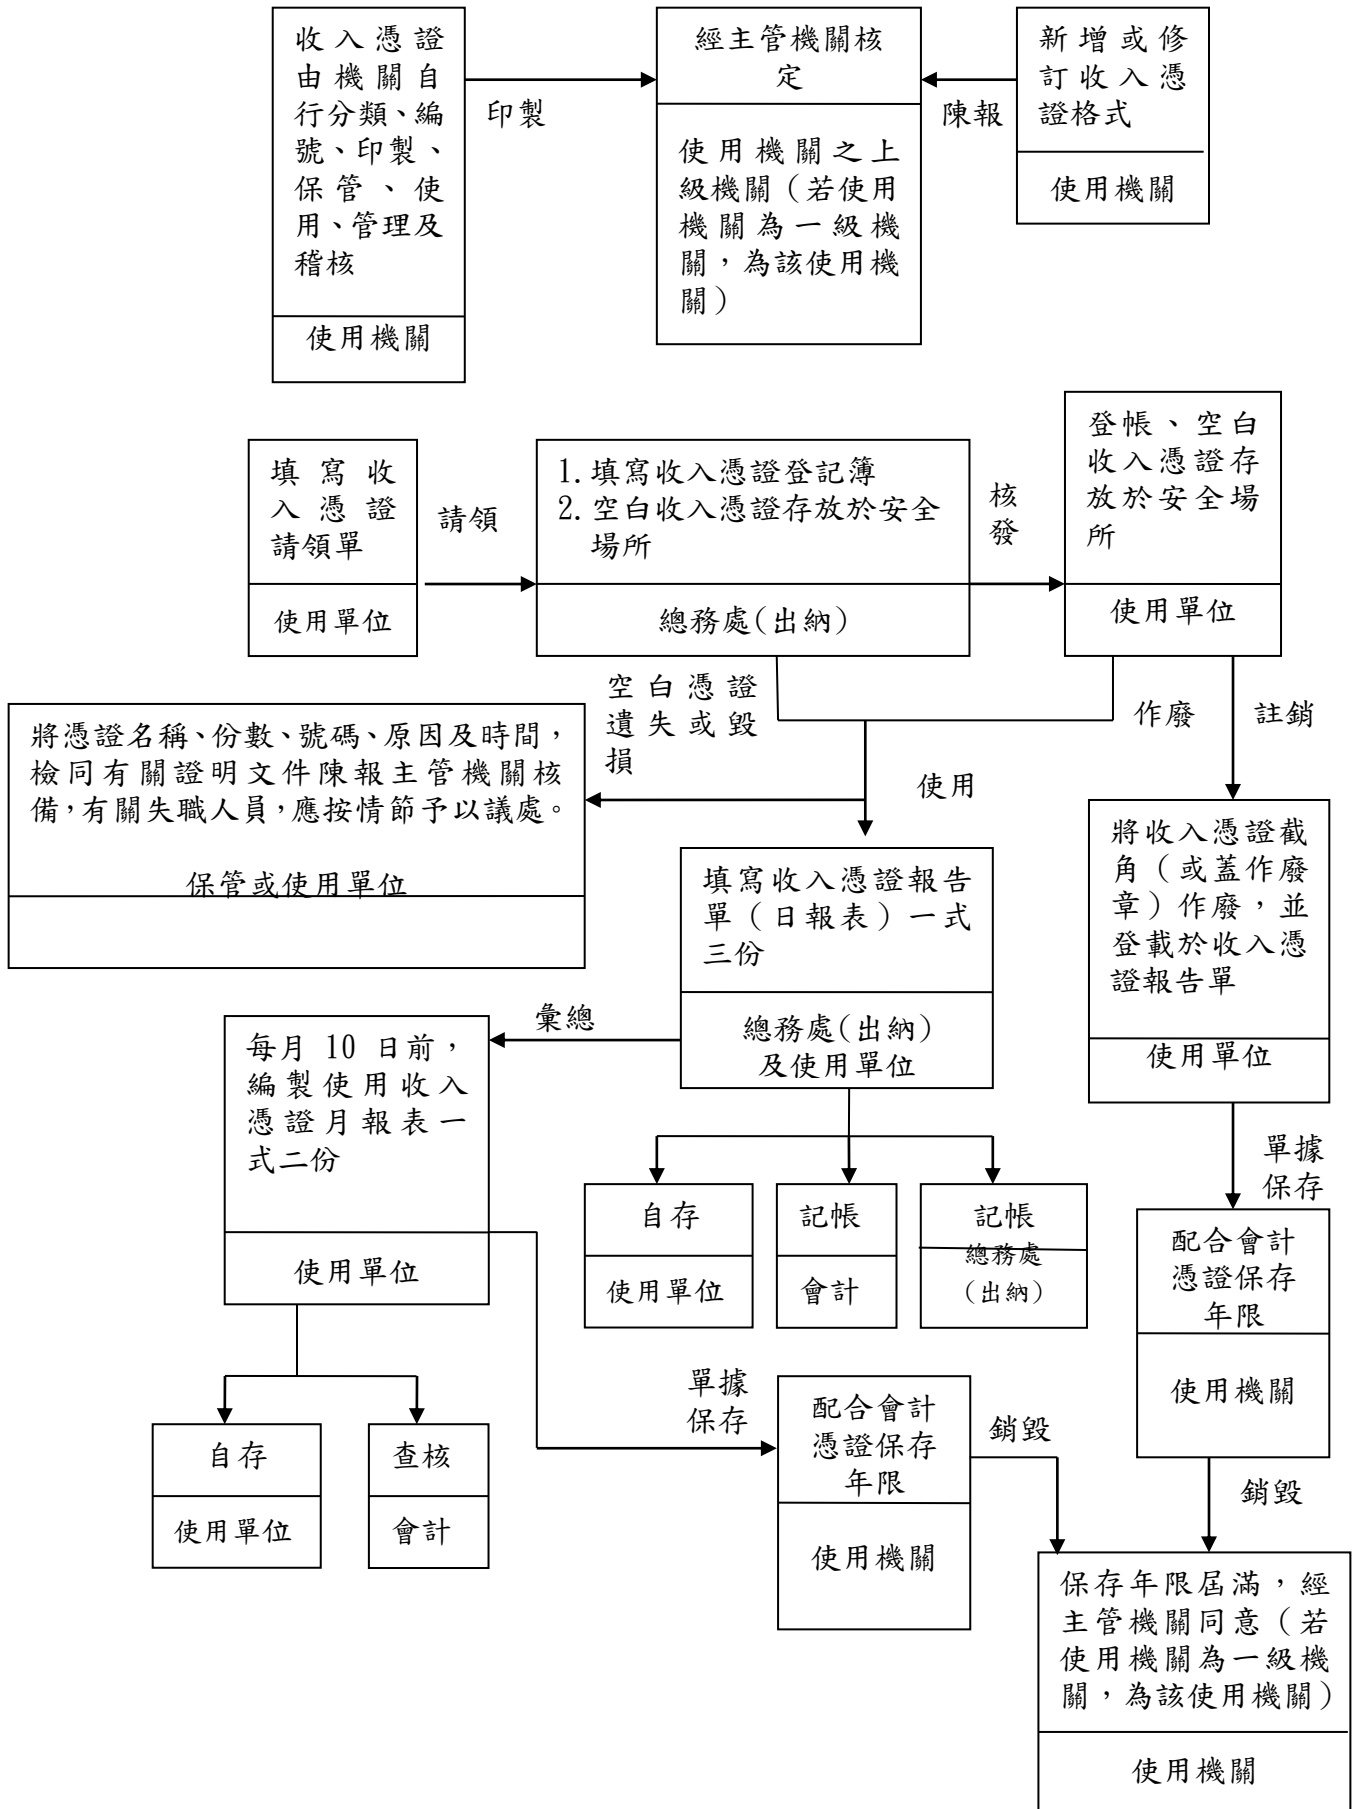 收入憑證
由機關自
行分類、編
號、印製、
保管、使
用、管理及
稽核
使用機關
印製
經主管機關核
定
使用機關之上
級機關（若使用
機關為一級機
關，為該使用機
關）
陳報
新增或修
訂收入憑
證格式
使用機關
填寫收
入憑證
請領單
使用單位
請領
1.填寫收入憑證登記簿
2.空白收入憑證存放於安全
場所
總務處(出納)
核
發
登帳、空白
收入憑證存
放於安全場
所
使用單位
空白憑證
遺失或毀
損
作廢
註銷
使用
將憑證名稱、份數、號碼、原因及時間，
檢同有關證明文件陳報主管機關核
備，有關失職人員，應按情節予以議處。
保管或使用單位
填寫收入憑證報告
單（日報表）一式
三份
總務處(出納)
及使用單位
將收入憑證截
角（或蓋作廢
章）作廢，並
登載於收入憑
證報告單
使用單位
彙總
每月 10 日前，
編製使用收入
憑證月報表一
式二份
使用單位
自存
使用單位
記帳
會計
記帳
總務處
(出納)
單據
保存
配合會計
憑證保存
年限
使用機關
自存
使用單位
查核
會計
單據
保存
配合會計
憑證保存
年限
使用機關
銷毀
銷毀
保存年限屆滿，經
主管機關同意（若
使用機關為一級機
關，為該使用機關）
使用機關